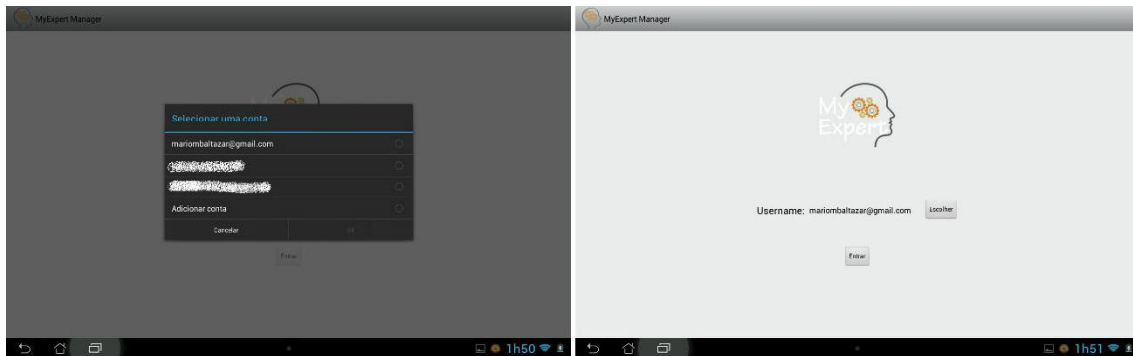 MyExpert Manager
My
Selecionar uma conta
mariombaltazar@gmail.com
Adicionar conta
Cancelar
Entrar
1h50
MyExpert Manager
My
Expert
Username: mariombaltazar@gmail.com Escolher
Entrar
1h51